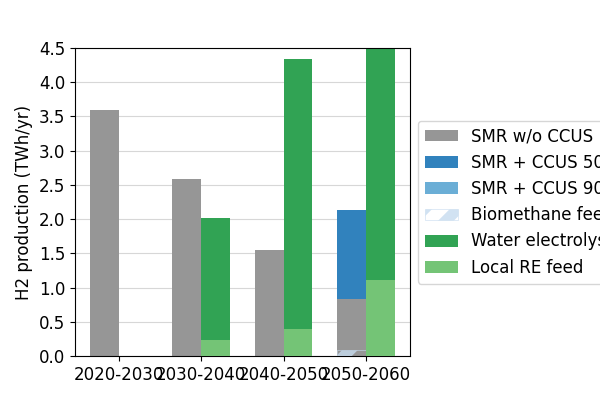 H2 production (TWh/yr)
4.5
4.0
3.5
3.0
2.5
2.0
1.5
1.0
0.5
0.0
2020-2030
2030-2040
2040-2050
2050-2060
SMR w/o CCUS
SMR + CCUS 50
SMR + CCUS 90
Biomethane fee
Water electrolys
Local RE feed